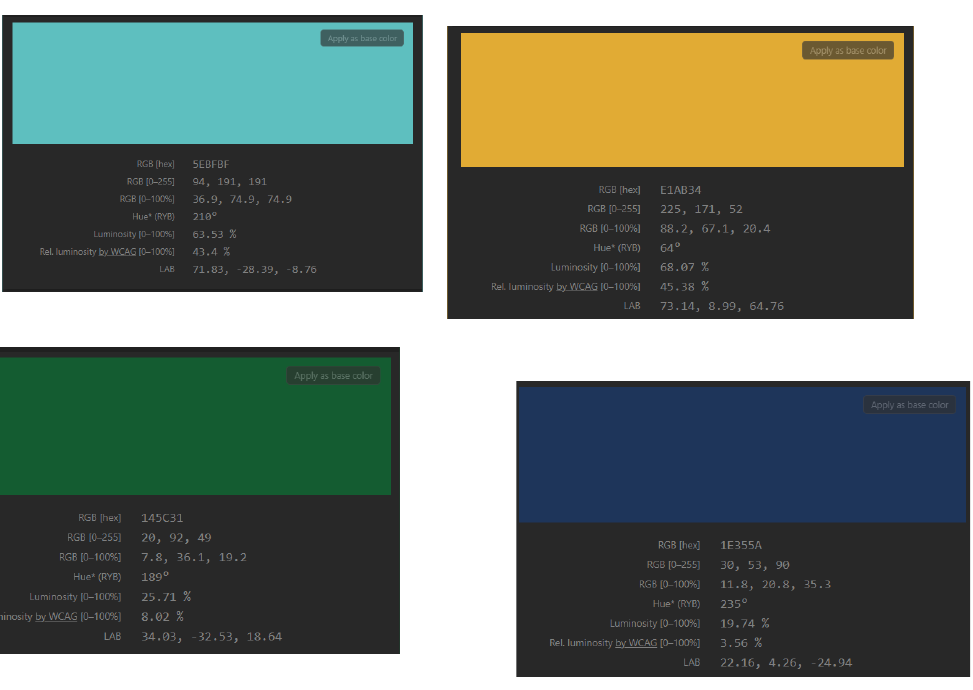 Apply as base color
RGB [hex] 5EBFBF
RGB [0–255] 94, 191, 191
RGB [0–100%] 36.9, 74.9, 74.9
Hue* (RYB) 210°
Luminosity [0–100%] 63.53 %
Rel. luminosity by WCAG [0–100%] 43.4 %
LAB 71.83, -28.39, -8.76
Apply as base color
RGB [hex] E1AB34
RGB [0–255] 225, 171, 52
RGB [0–100%] 88.2, 67.1, 20.4
Hue* (RYB) 64°
Luminosity [0–100%] 68.07 %
Rel. luminosity by WCAG [0–100%] 45.38 %
LAB 73.14, 8.99, 64.76
Apply as base color
RGB [hex] 145C31
RGB [0–255] 20, 92, 49
RGB [0–100%] 7.8, 36.1, 19.2
Hue* (RYB) 189°
Luminosity [0–100%] 25.71 %
minosity by WCAG [0–100%] 8.02 %
LAB 34.03, -32.53, 18.64
Apply as base color
RGB [hex] 1E355A
RGB [0–255] 30, 53, 90
RGB [0–100%] 11.8, 20.8, 35.3
Hue* (RYB) 235°
Luminosity [0–100%] 19.74 %
Rel. luminosity by WCAG [0–100%] 3.56 %
LAB 22.16, 4.26, -24.94